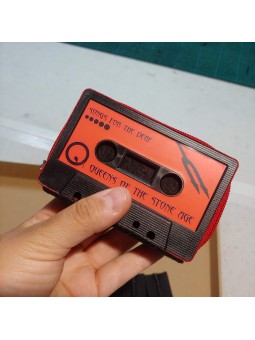 SONGS FOR THE DEAF
QUEENS OF THE STONE AGE